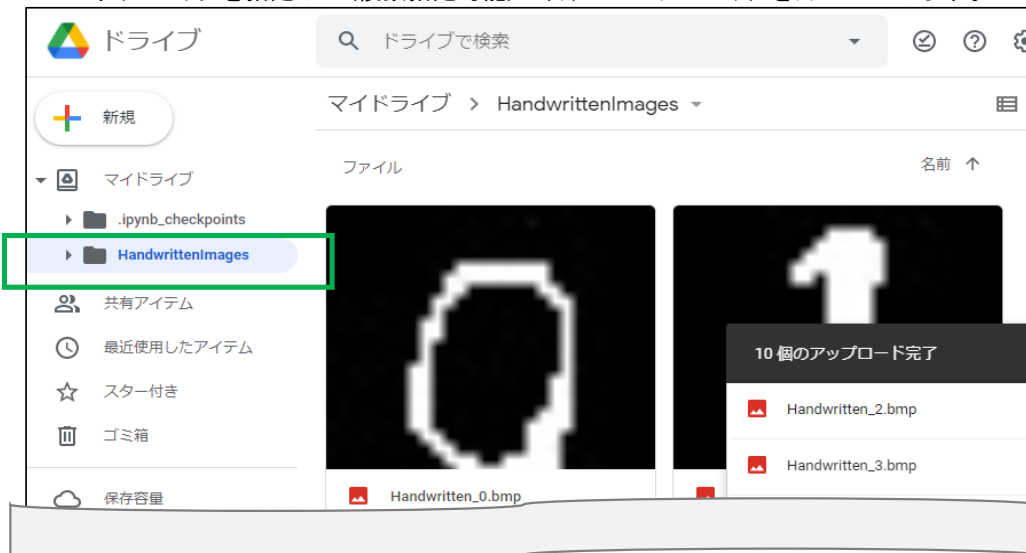 ドライブ
ドライブで検索
新規
マイドライブ > HandwrittenImages
ファイル
名前
マイドライブ
.ipynb_checkpoints
HandwrittenImages
共有アイテム
最近使用したアイテム
スター付き
ゴミ箱
保存容量
Handwritten_0.bmp
10 個のアップロード完了
Handwritten_2.bmp
Handwritten_3.bmp